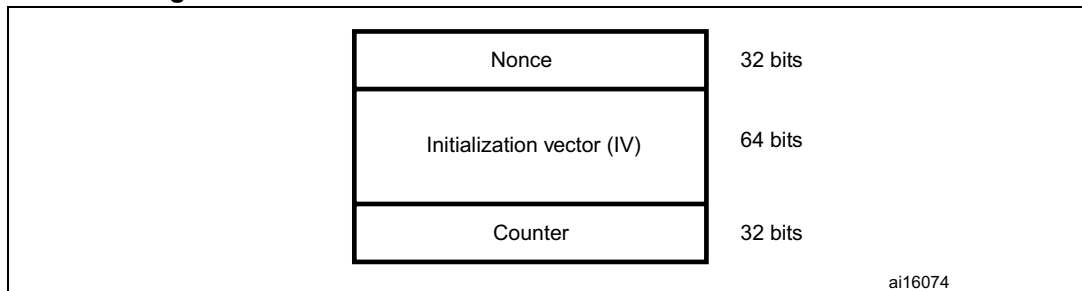 Nonce 32 bits
Initialization vector (IV) 64 bits
Counter 32 bits
ai16074